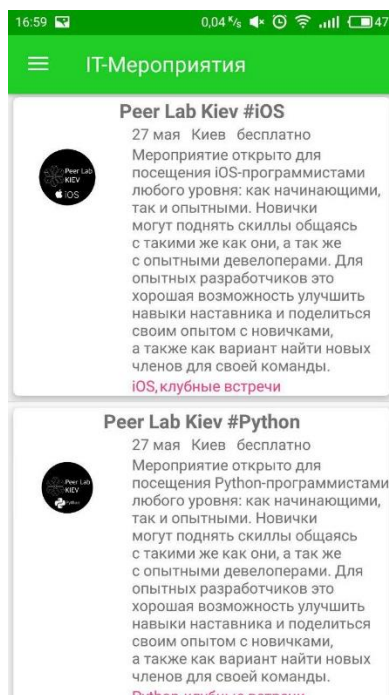 16:59 0,04 K/s 47
IT-Мероприятия
Peer Lab Kiev #iOS
27 мая Киев бесплатно
Peer Lab
KIEV
iOS
Мероприятие открыто для
посещения iOS-программистами
любого уровня: как начинающими,
так и опытными. Новички
могут поднять скиллы общаясь
с такими же как они, а так же
с опытными девелоперами. Для
опытных разработчиков это
хорошая возможность улучшить
навыки наставника и поделиться
своим опытом с новичками,
а также как вариант найти новых
членов для своей команды.
iOS,клубные встречи
Peer Lab Kiev #Python
27 мая Киев бесплатно
Peer Lab
KIEV
Python
Мероприятие открыто для
посещения Python-программистами
любого уровня: как начинающими,
так и опытными. Новички
могут поднять скиллы общаясь
с такими же как они, а так же
с опытными девелоперами. Для
опытных разработчиков это
хорошая возможность улучшить
навыки наставника и поделиться
своим опытом с новичками,
а также как вариант найти новых
членов для своей команды.
Python,клубные встречи